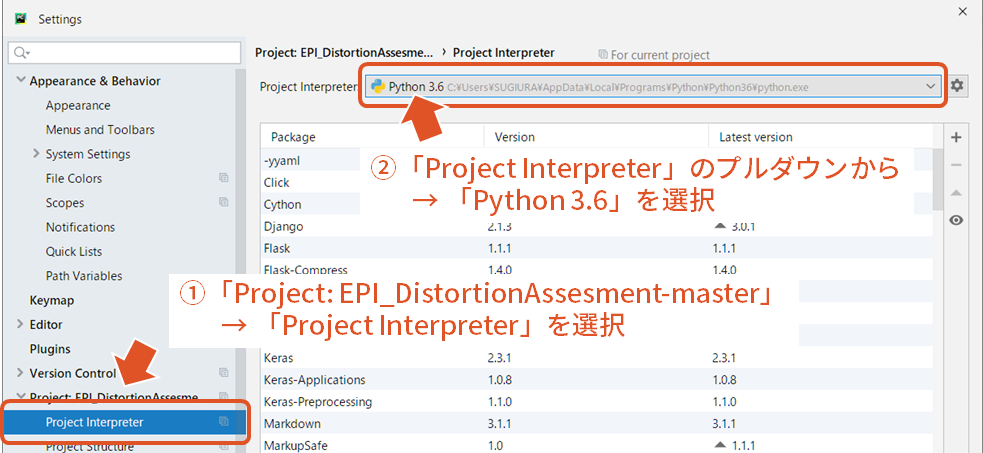 Settings
Project: EPI_DistortionAssesme... › Project Interpreter
For current project
Project Interpreter
Python 3.6 C:¥Users¥SUGIURA¥AppData¥Local¥Programs¥Python¥Python36¥python.exe
Appearance & Behavior
Appearance
Menus and Toolbars
System Settings
File Colors
Scopes
Notifications
Quick Lists
Path Variables
Keymap
Editor
Plugins
Version Control
Project: EPI_DistortionAssesme
Project Interpreter
Project Structure
Package Version Latest version
-yyaml
Click
Cython
②「Project Interpreter」のプルダウンから
→ 「Python 3.6」を選択
Django 2.1.3 3.0.1
Flask 1.1.1 1.1.1
Flask-Compress 1.4.0 1.4.0
①「Project: EPI_DistortionAssesment-master」
→ 「Project Interpreter」を選択
Keras 2.3.1 2.3.1
Keras-Applications 1.0.8 1.0.8
Keras-Preprocessing 1.1.0 1.1.0
Markdown 3.1.1 3.1.1
MarkupSafe 1.0 1.1.1